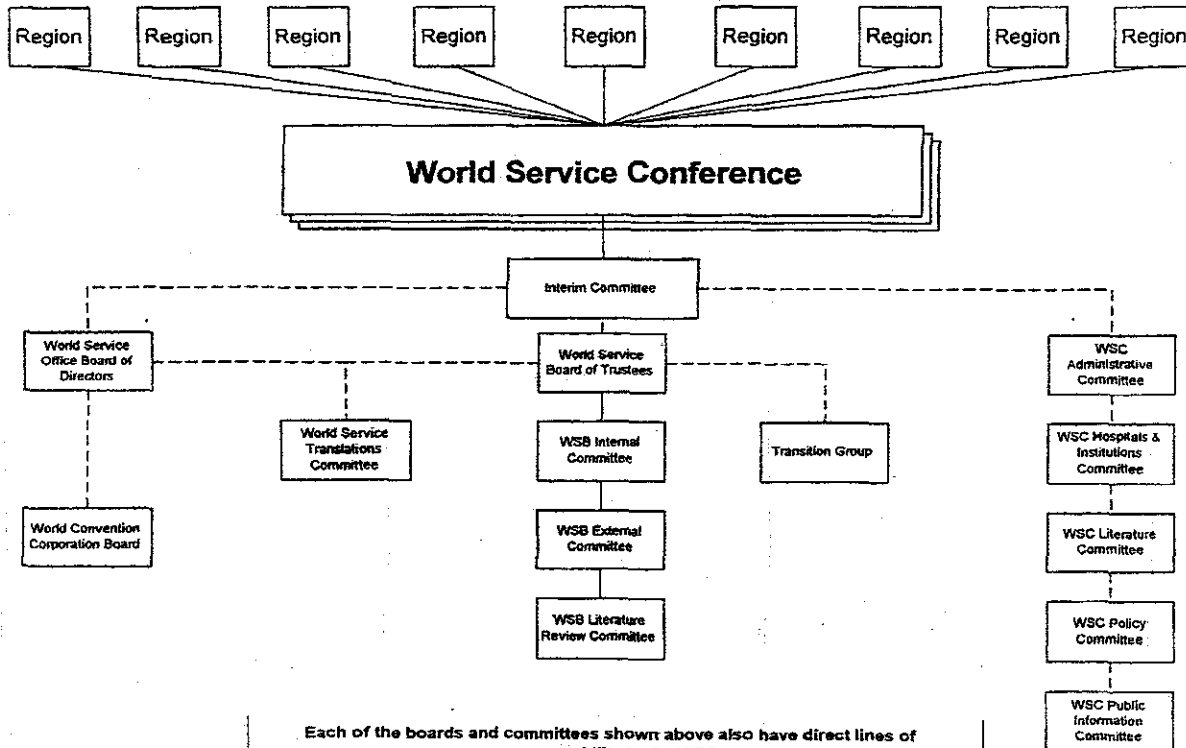 Region
Region
Region
Region
Region
Region
Region
Region
Region
World Service Conference
Interim Committee
World Service
Office Board of
Directors
World Service
Board of Trustees
WSC
Administrative
Committee
World Service
Translations
Committee
WSB Internal
Committee
Transition Group
WSC Hospitals &
Institutions
Committee
World Convention
Corporation Board
WSB External
Committee
WSC Literature
Committee
WSB Literature
Review Committee
WSC Policy
Committee
WSC Public
Information
Committee
Each of the boards and committees shown above also have direct lines of